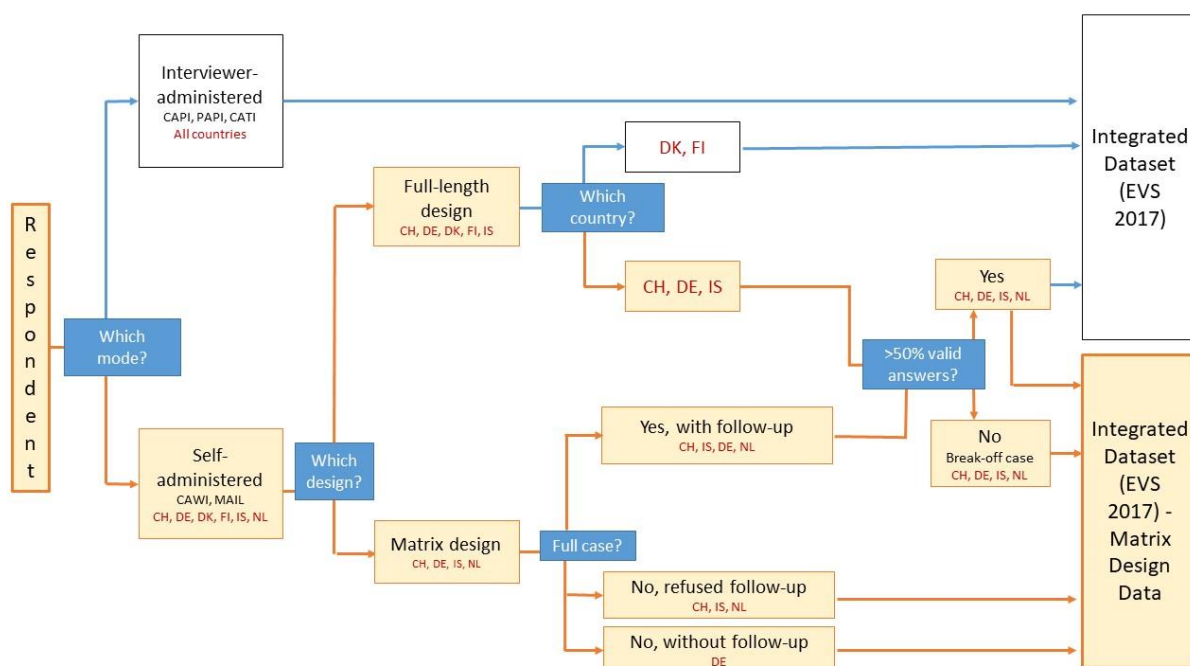 Interviewer-
administered
CAPI, PAPI, CATI
All countries
Integrated
Dataset
(EVS
2017)
DK, FI
Full-length
design
CH, DE, DK, FI, IS
Which
country?
CH, DE, IS
Yes
CH, DE, IS, NL
Respondent
Which
mode?
>50% valid
answers?
Self-
administered
CAWI, MAIL
CH, DE, DK, FI, IS, NL
Which
design?
Yes, with follow-up
CH, IS, DE, NL
No
Break-off case
CH, DE, IS, NL
Integrated
Dataset
(EVS
2017) -
Matrix
Design
Data
Matrix design
CH, DE, IS, NL
Full case?
No, refused follow-up
CH, IS, NL
No, without follow-up
DE